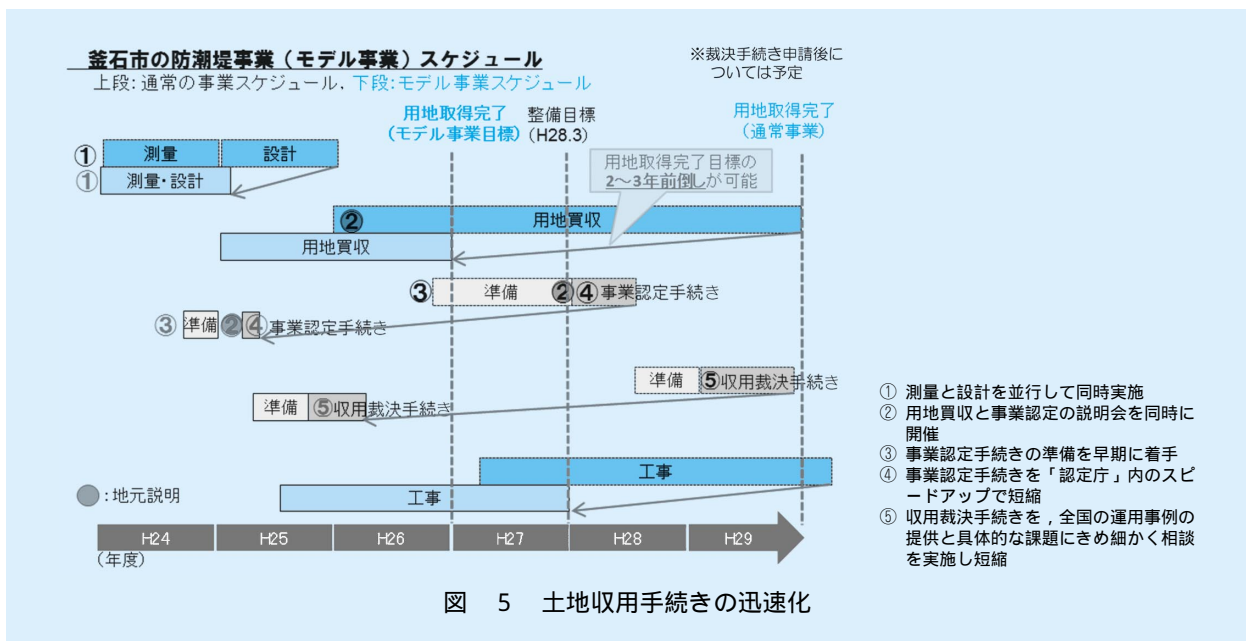 釜石市の防潮堤事業（モデル事業）スケジュール
上段：通常の事業スケジュール，下段：モデル事業スケジュール
※裁決手続き申請後に
ついては予定
用地取得完了
（モデル事業目標）
整備目標
（H28.3）
用地取得完了
（通常事業）
① 測量 設計
① 測量・設計
用地取得完了目標の
2～3年前倒しが可能
② 用地買収
用地買収
③ 準備 ②④事業認定手続き
③ 準備 ②④事業認定手続き
準備 ⑤収用裁決手続き
準備 ⑤収用裁決手続き
工事
工事
：地元説明
H24 H25 H26 H27 H28 H29
（年度）
① 測量と設計を並行して同時実施
② 用地買収と事業認定の説明会を同時に
開催
③ 事業認定手続きの準備を早期に着手
④ 事業認定手続きを「認定庁」内のスピ
ードアップで短縮
⑤ 収用裁決手続きを，全国の運用事例の
提供と具体的な課題にきめ細かく相談
を実施し短縮
図 5 土地収用手続きの迅速化